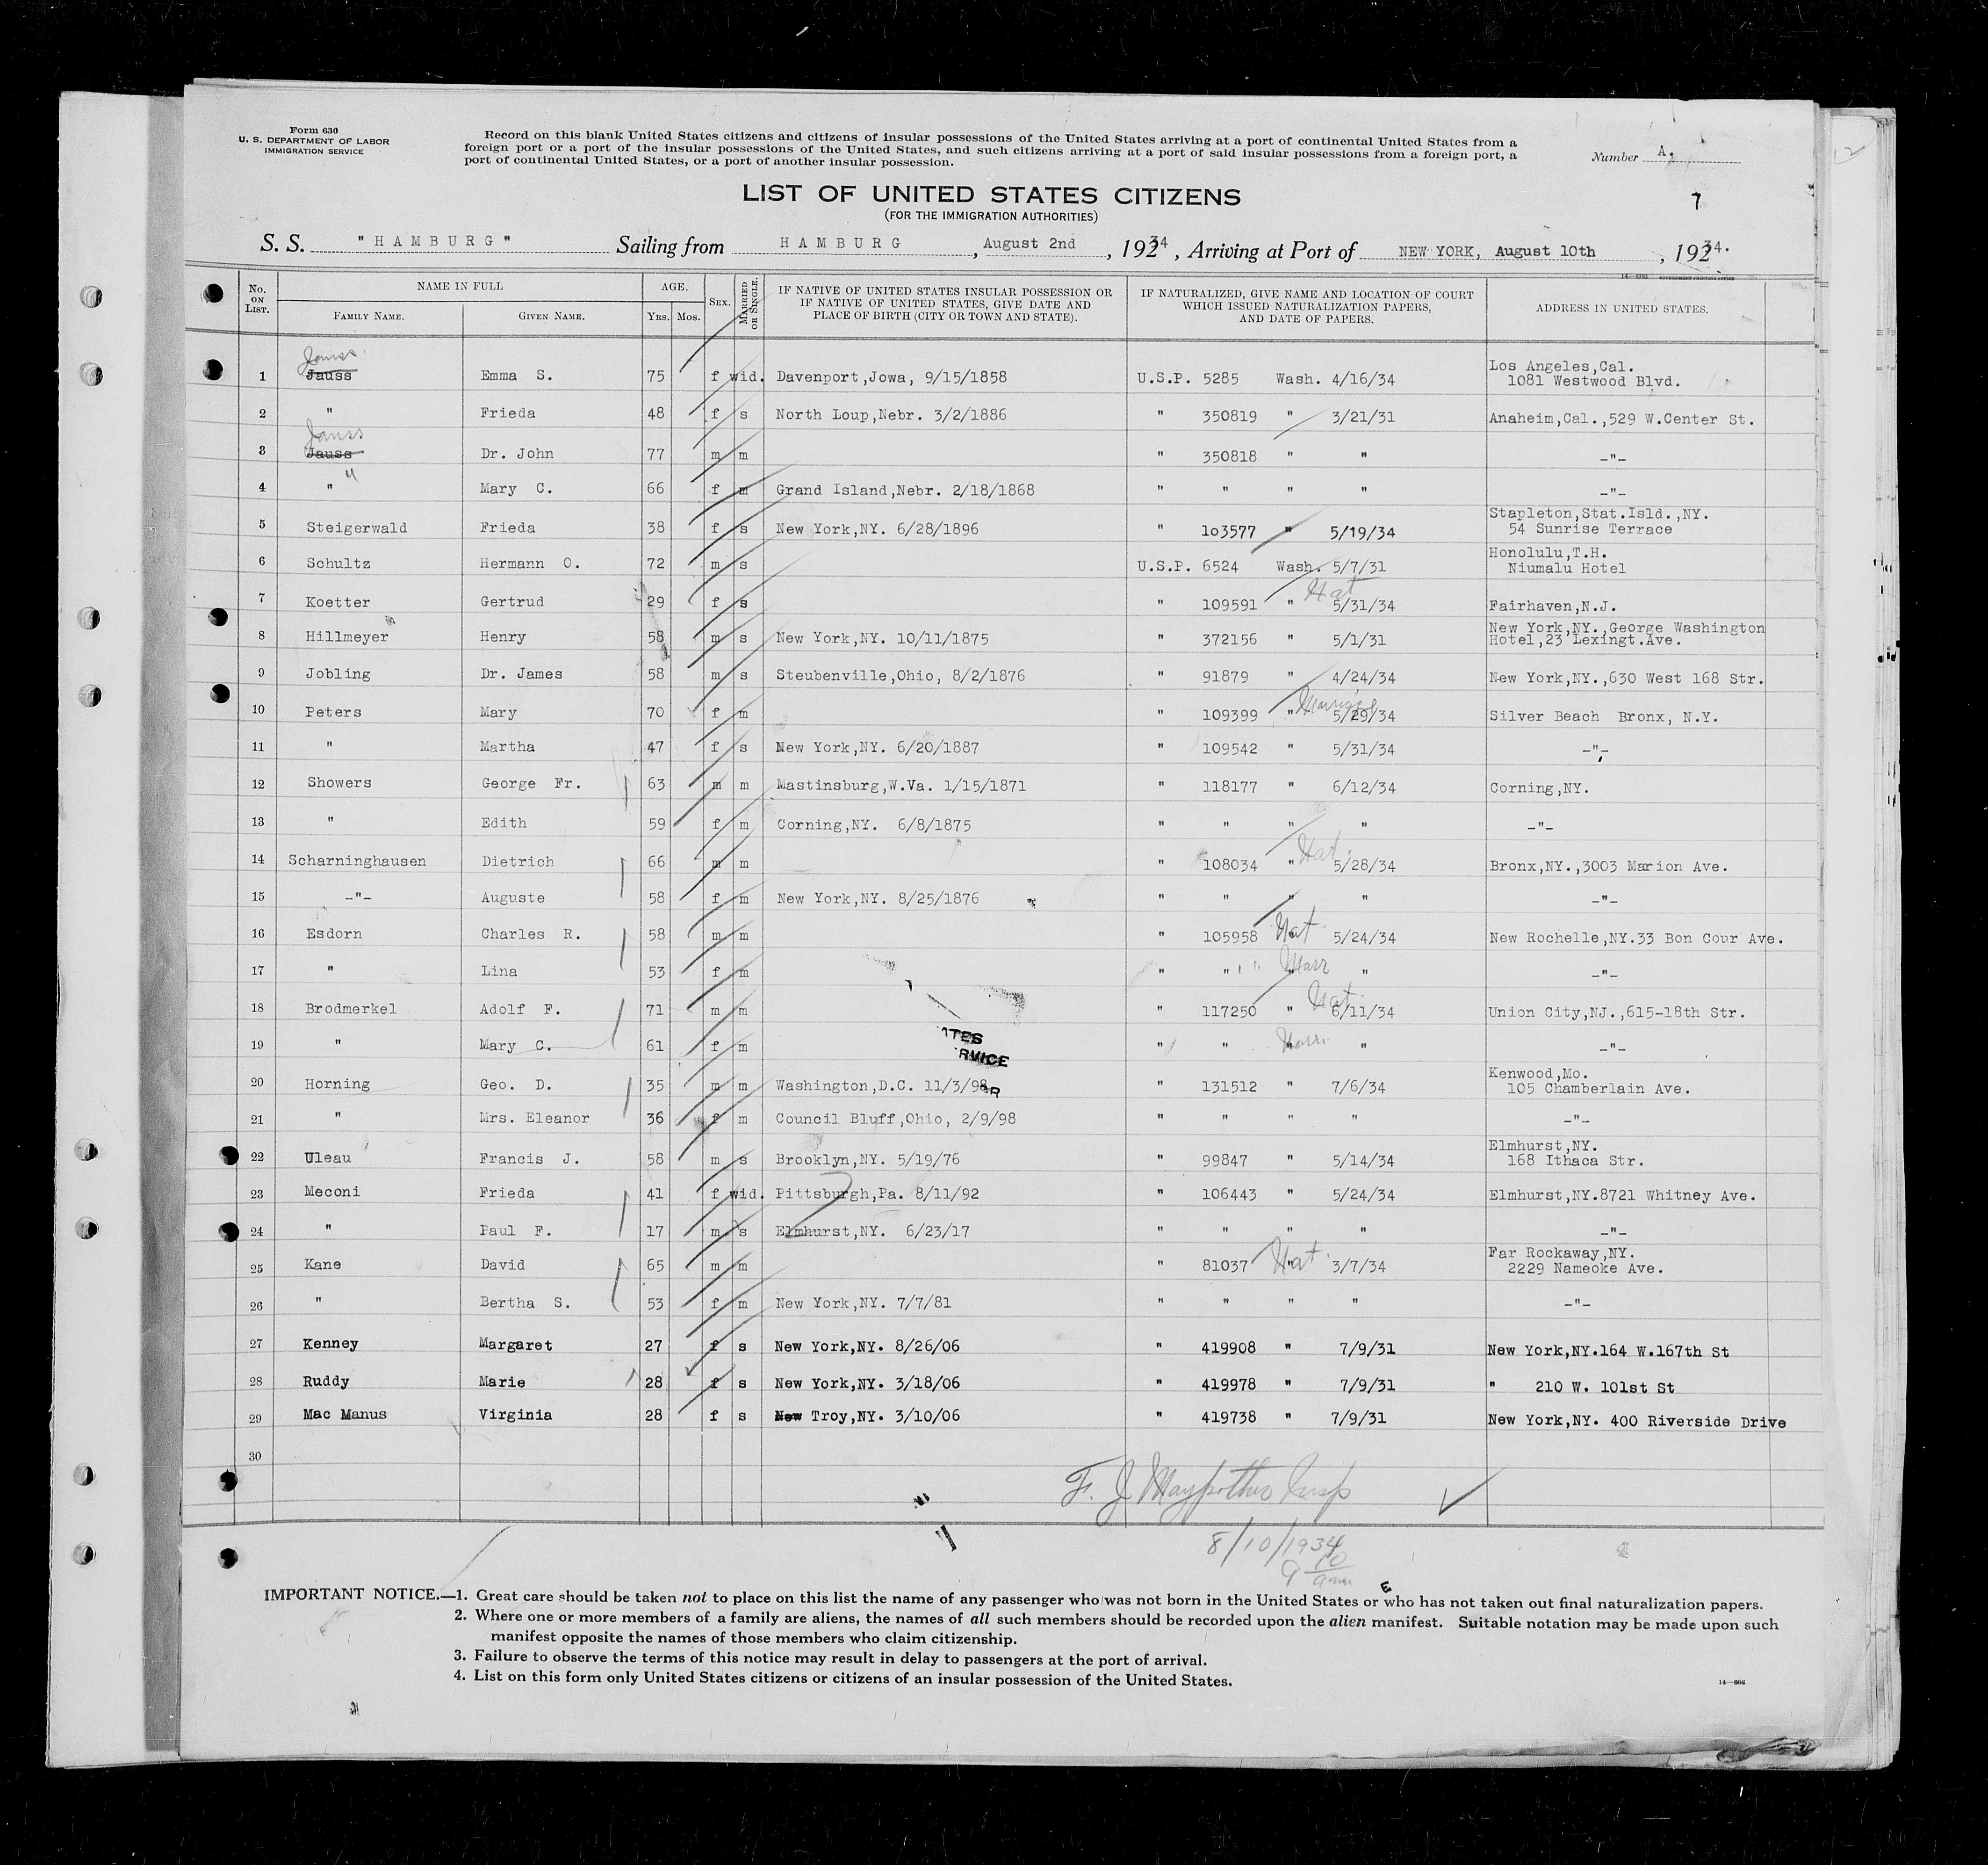 Form 630
U. S. DEPARTMENT OF LABOR
IMMIGRATION SERVICE
Record on this blank United States citizens and citizens of insular possessions of the United States arriving at a port of continental United States from a
foreign port or a port of the insular possessions of the United States, and such citizens arriving at a port of said insular possessions from a foreign port, a
port of continental United States, or a port of another insular possession.
Number A.
7
LIST OF UNITED STATES CITIZENS
(FOR THE IMMIGRATION AUTHORITIES)
S. S. "HAMBURG" Sailing from HAMBURG, August 2nd, 1934, Arriving at Port of NEW YORK, August 10th, 1934.
No. ON LIST. NAME IN FULL FAMILY NAME. GIVEN NAME. AGE. Yrs. Mos. SEX. MARRIED OR SINGLE. IF NATIVE OF UNITED STATES INSULAR POSSESSION OR IF NATIVE OF UNITED STATES, GIVE DATE AND PLACE OF BIRTH (CITY OR TOWN AND STATE). IF NATURALIZED, GIVE NAME AND LOCATION OF COURT WHICH ISSUED NATURALIZATION PAPERS, AND DATE OF PAPERS. ADDRESS IN UNITED STATES.
Janss
1 Jauss Emma S. 75 f wid. Davenport,Jowa, 9/15/1858 U.S.P. 5285 Wash. 4/16/34 Los Angeles,Cal. 1081 Westwood Blvd.
2 " Frieda 48 f s North Loup,Nebr. 3/2/1886 " 350819 " 3/21/31 Anaheim,Cal.,529 W.Center St.
Janss
3 Jauss Dr. John 77 m m " 350818 " " -"-
4 " " Mary C. 66 f m Grand Island,Nebr. 2/18/1868 " " " " -"-
5 Steigerwald Frieda 38 f s New York,NY. 6/28/1896 " 1o3577 " 5/19/34 Stapleton,Stat.Isld.,NY. 54 Sunrise Terrace
6 Schultz Hermann O. 72 m s U.S.P. 6524 Wash. 5/7/31 Honolulu,T.H. Niumalu Hotel
7 Koetter Gertrud 29 f s " 109591 " Nat 5/31/34 Fairhaven,N.J.
8 Hillmeyer Henry 58 m s New York,NY. 10/11/1875 " 372156 " 5/1/31 New York,NY.,George Washington Hotel,23 Lexingt.Ave.
9 Jobling Dr. James 58 m s Steubenville,Ohio, 8/2/1876 " 91879 " 4/24/34 New York,NY.,630 West 168 Str.
10 Peters Mary 70 f m " 109399 " Marriage 5/29/34 Silver Beach Bronx, N.Y.
11 " Martha 47 f s New York,NY. 6/20/1887 " 109542 " 5/31/34 -"-
12 Showers George Fr. 63 m m Mastinsburg,W.Va. 1/15/1871 " 118177 " 6/12/34 Corning,NY.
13 " Edith 59 f m Corning,NY. 6/8/1875 " " " " -"-
14 Scharninghausen Dietrich 66 m m " 108034 " Nat. 5/28/34 Bronx,NY.,3003 Marion Ave.
15 -"- Auguste 58 f m New York,NY. 8/25/1876 " " " " -"-
16 Esdorn Charles R. 58 m m " 105958 " Nat. 5/24/34 New Rochelle,NY.33 Bon Cour Ave.
17 " Lina 53 f m " " " Marr " -"-
18 Brodmerkel Adolf F. 71 m m " 117250 " Nat. 6/11/34 Union City,NJ.,615-18th Str.
19 " Mary C. 61 f m " " " Marr. " -"-
ATES
RVICE
20 Horning Geo. D. 35 m m Washington,D.C. 11/3/98 " 131512 " 7/6/34 Kenwood,Mo. 105 Chamberlain Ave.
21 " Mrs. Eleanor 36 f m Council Bluff,Ohio, 2/9/98 " " " " -"-
22 Uleau Francis J. 58 m s Brooklyn,NY. 5/19/76 " 99847 " 5/14/34 Elmhurst,NY. 168 Ithaca Str.
23 Meconi Frieda 41 f wid. Pittsburgh,Pa. 8/11/92 " 106443 " 5/24/34 Elmhurst,NY.8721 Whitney Ave.
24 " Paul F. 17 m s Elmhurst,NY. 6/23/17 " " " " -"-
25 Kane David 65 m m " 81037 " Nat. 3/7/34 Far Rockaway,NY. 2229 Nameoke Ave.
26 " Bertha S. 53 f m New York,NY. 7/7/81 " " " " -"-
27 Kenney Margaret 27 f s New York,NY. 8/26/06 " 419908 " 7/9/31 New York,NY.164 W.167th St
28 Ruddy Marie 28 f s New York,NY. 3/18/06 " 419978 " 7/9/31 " 210 W. 101st St
29 Mac Manus Virginia 28 f s New Troy,NY. 3/10/06 " 419738 " 7/9/31 New York,NY. 400 Riverside Drive
30
F. J. Insp
8/10/1934
9 10 am
IMPORTANT NOTICE.—1. Great care should be taken not to place on this list the name of any passenger who was not born in the United States or who has not taken out final naturalization papers.
2. Where one or more members of a family are aliens, the names of all such members should be recorded upon the alien manifest. Suitable notation may be made upon such
manifest opposite the names of those members who claim citizenship.
3. Failure to observe the terms of this notice may result in delay to passengers at the port of arrival.
4. List on this form only United States citizens or citizens of an insular possession of the United States.